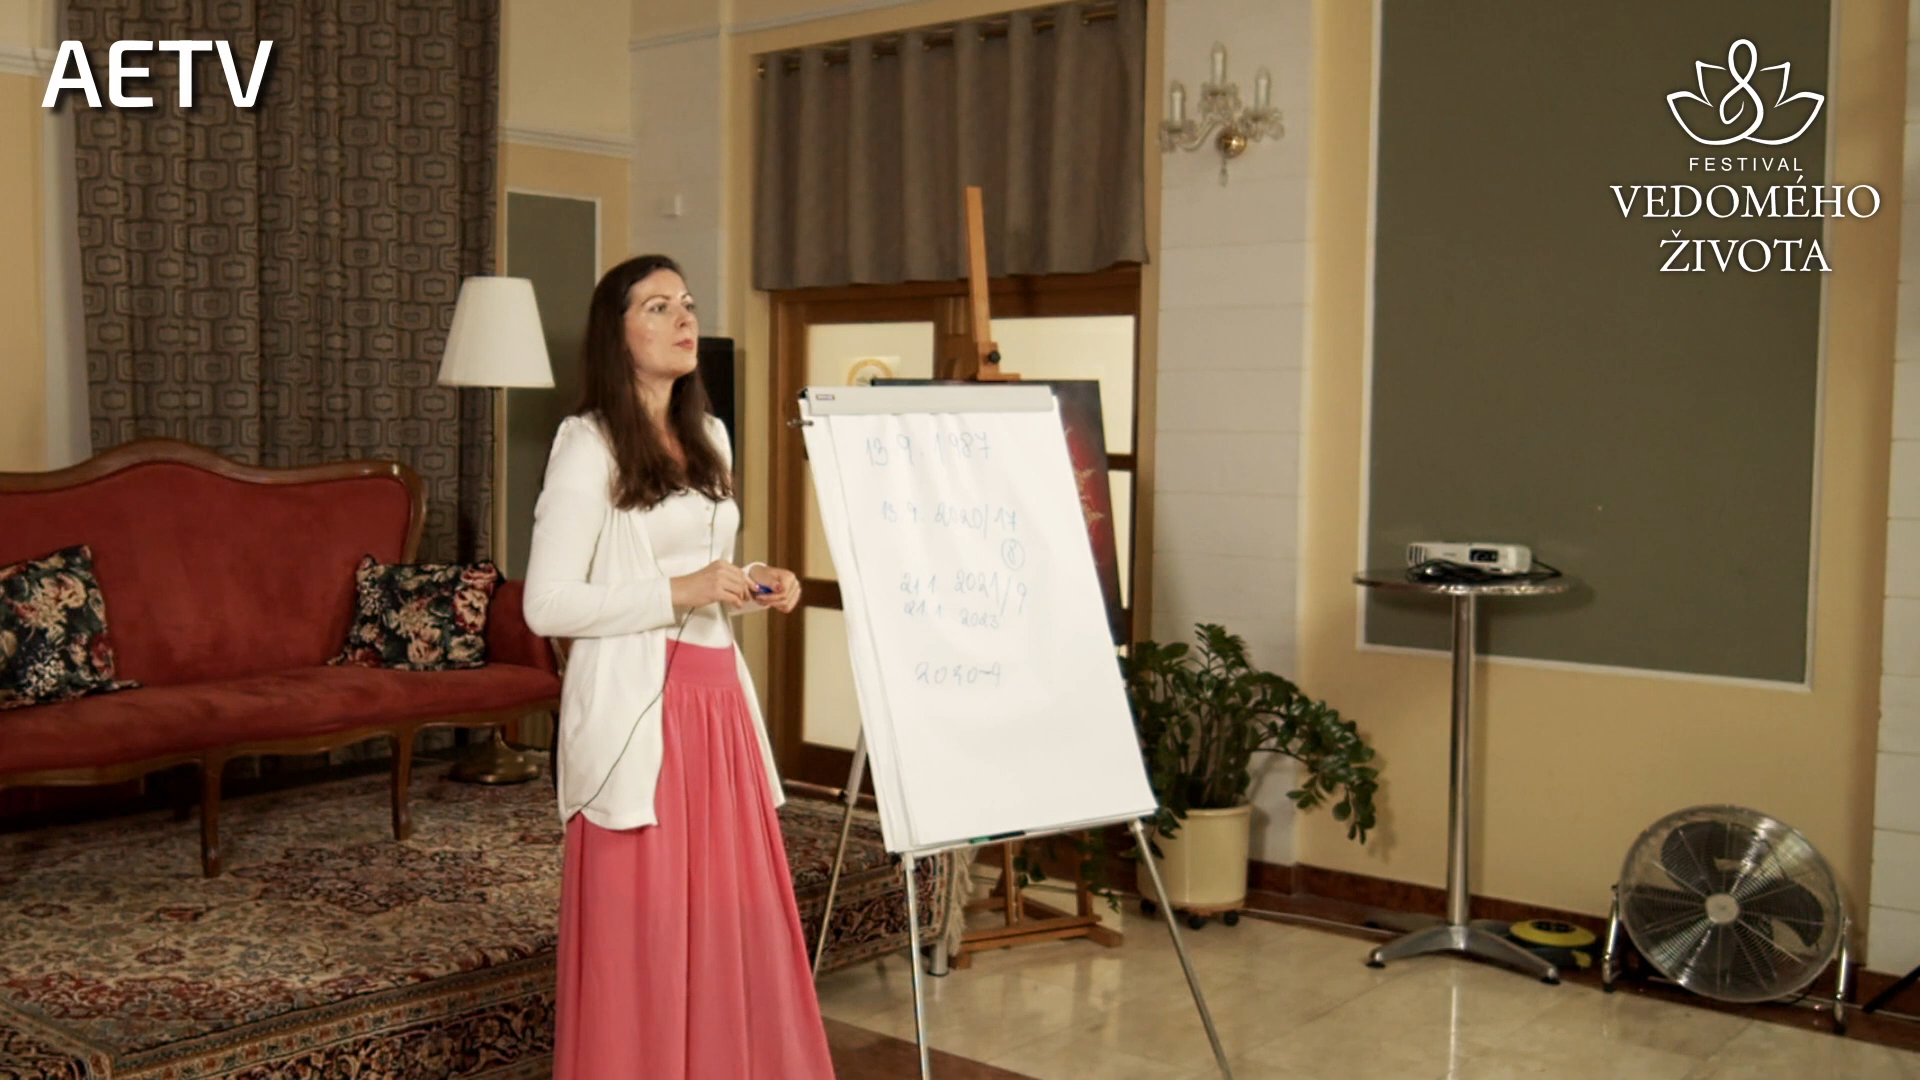 AETV
FESTIVAL
VEDOMÉHO
ŽIVOTA
13 9. 1987
13 9. 2020/17
8
21 1. 2021/9
21 1. 2023
2020-4